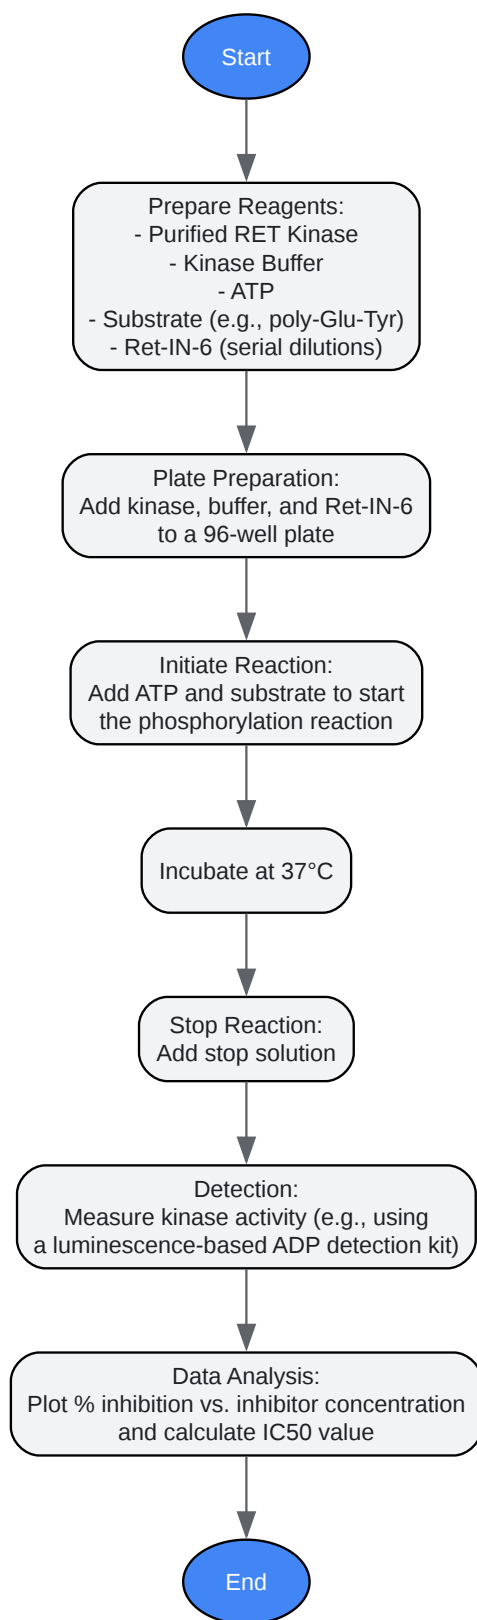 Start
Prepare Reagents:
- Purified RET Kinase
- Kinase Buffer
- ATP
- Substrate (e.g., poly-Glu-Tyr)
- Ret-IN-6 (serial dilutions)
Plate Preparation:
Add kinase, buffer, and Ret-IN-6
to a 96-well plate
Initiate Reaction:
Add ATP and substrate to start
the phosphorylation reaction
Incubate at 37°C
Stop Reaction:
Add stop solution
Detection:
Measure kinase activity (e.g., using
a luminescence-based ADP detection kit)
Data Analysis:
Plot % inhibition vs. inhibitor concentration
and calculate IC50 value
End